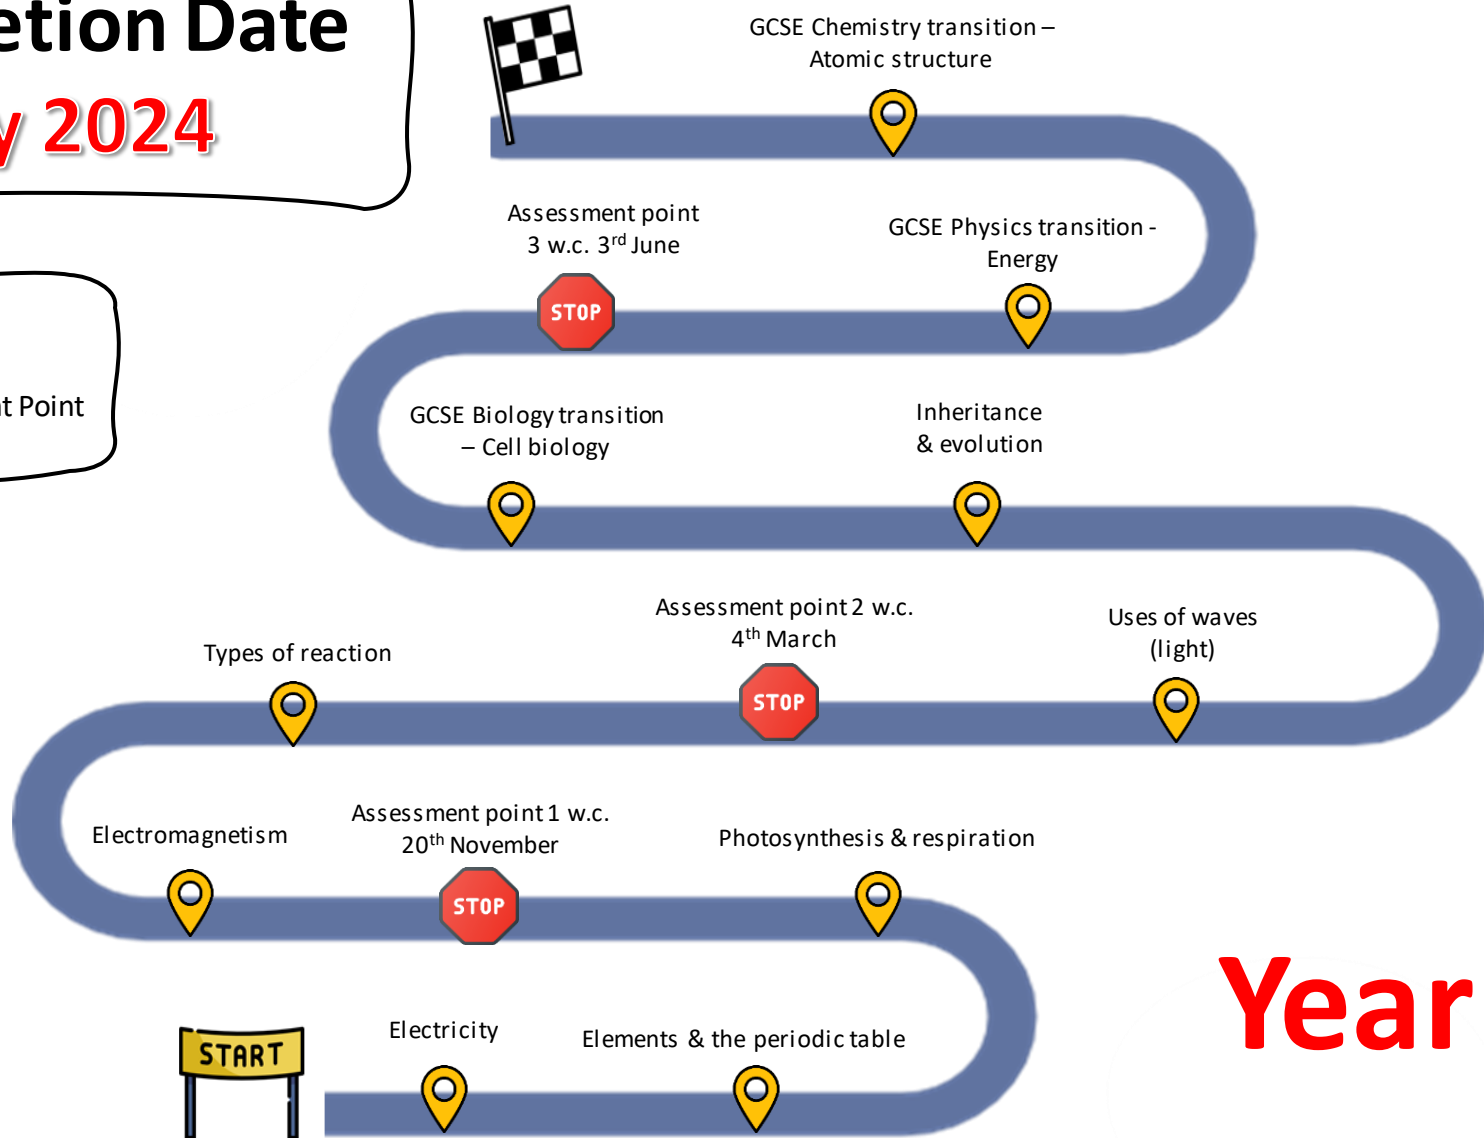 etion Date
y 2024
GCSE Chemistry transition –
Atomic structure
Assessment point
3 w.c. 3rd June
GCSE Physics transition -
Energy
STOP
t Point
GCSE Biology transition
– Cell biology
Inheritance
& evolution
Types of reaction
Assessment point 2 w.c.
4th March
Uses of waves
(light)
STOP
Electromagnetism
Assessment point 1 w.c.
20th November
Photosynthesis & respiration
STOP
Year
START
Electricity
Elements & the periodic table